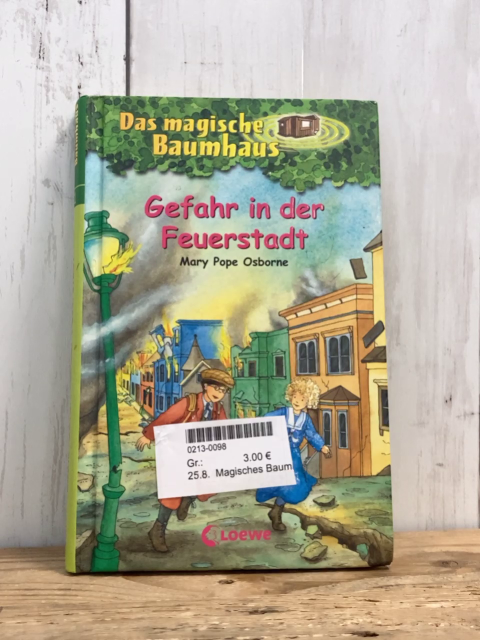 Das magische
Baumhaus
Gefahr in der
Feuerstadt
Mary Pope Osborne
0213-0098
Gr.: 3.00 €
25.8. Magisches Baum
Loewe